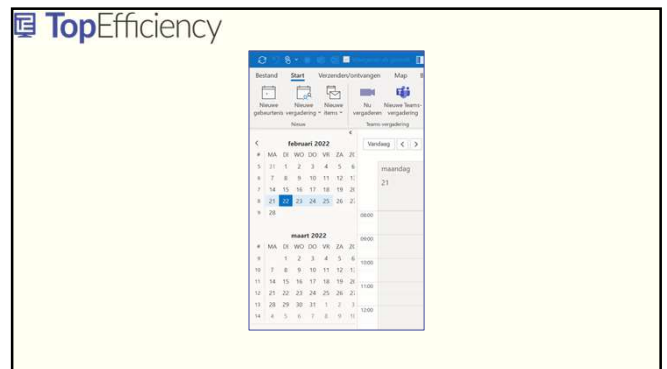 TopEfficiency
Bestand Start Verzenden/ontvangen Map
Nieuwe Nieuwe Nieuwe Nu Nieuwe Teams-
gebeurtenis vergadering items vergaderen vergadering
Nieuw Teams-vergadering
februari 2022 Vandaag
# MA DI WO DO VR ZA
5 31 1 2 3 4 5 6
6 7 8 9 10 11 12
7 14 15 16 17 18 19
8 21 22 23 24 25 26
9 28
maandag
21
08:00
09:00
10:00
11:00
12:00
maart 2022
# MA DI WO DO VR ZA
9 1 2 3 4 5 6
10 7 8 9 10 11 12
11 14 15 16 17 18 19
12 21 22 23 24 25 26
13 28 29 30 31 1 2 3
14 4 5 6 7 8 9